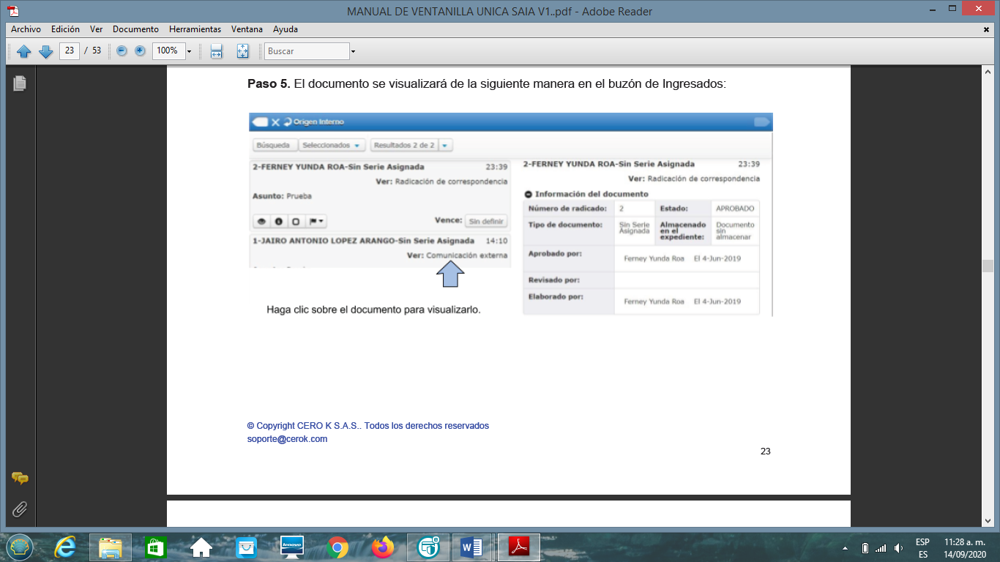 MANUAL DE VENTANILLA UNICA SAIA V1..pdf - Adobe Reader
Archivo Edición Ver Documento Herramientas Ventana Ayuda
23 / 53 100% Buscar
Paso 5. El documento se visualizará de la siguiente manera en el buzón de Ingresados:
Origen Interno
Búsqueda Seleccionados Resultados 2 de 2
2-FERNEY YUNDA ROA-Sin Serie Asignada 23:39
Ver: Radicación de correspondencia
Asunto: Prueba
Vence: Sin definir
1-JAIRO ANTONIO LOPEZ ARANGO-Sin Serie Asignada 14:10
Ver: Comunicación externa
2-FERNEY YUNDA ROA-Sin Serie Asignada 23:39
Ver: Radicación de correspondencia
Información del documento
Número de radicado: 2 Estado: APROBADO
Tipo de documento: Sin Serie Asignada Almacenado en el expediente: Documento sin almacenar
Aprobado por: Ferney Yunda Roa El 4-Jun-2019
Revisado por:
Elaborado por: Ferney Yunda Roa El 4-Jun-2019
Haga clic sobre el documento para visualizarlo.
© Copyright CERO K S.A.S.. Todos los derechos reservados
soporte@cerok.com
23
lenovo
ESP 11:28 a. m.
ES 14/09/2020